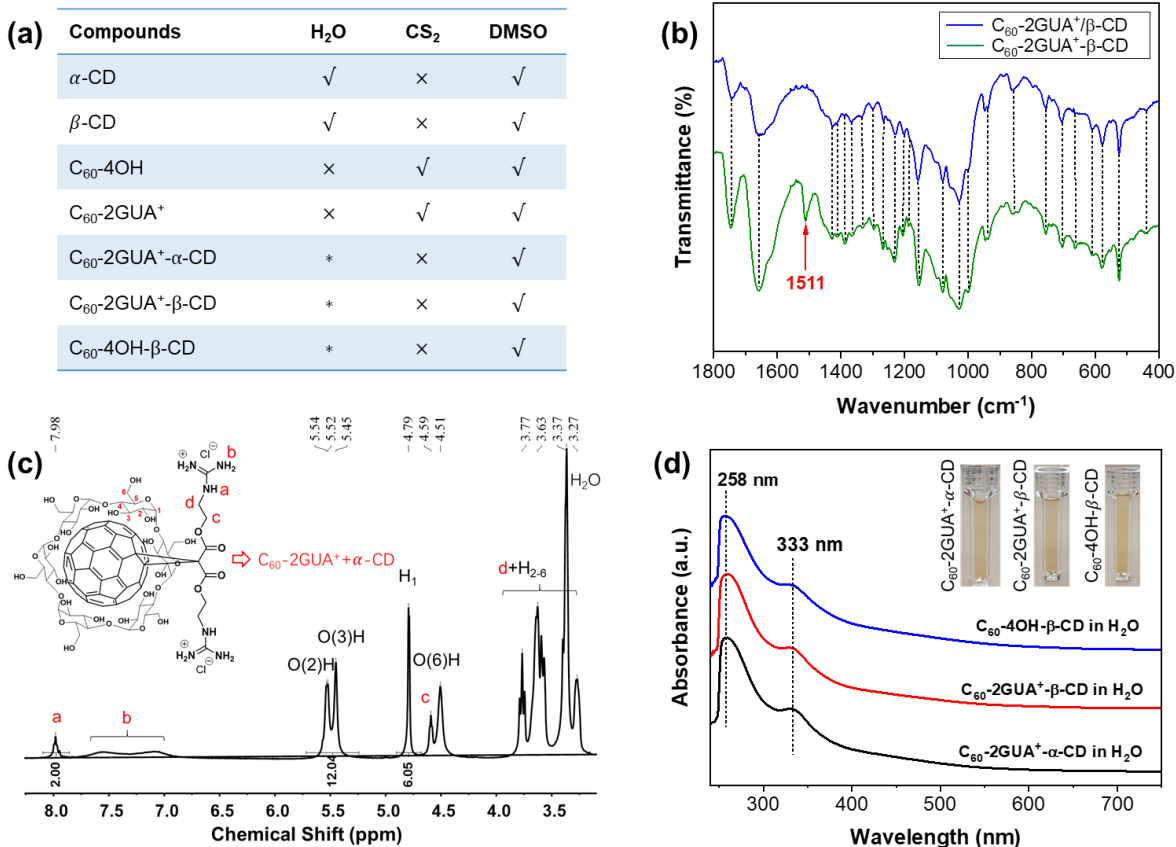 (a)
Compounds H₂O CS₂ DMSO
α-CD √ × √
β-CD √ × √
C₆₀-4OH × √ √
C₆₀-2GUA⁺ × √ √
C₆₀-2GUA⁺-α-CD * × √
C₆₀-2GUA⁺-β-CD * × √
C₆₀-4OH-β-CD * × √
(b)
C₆₀-2GUA⁺/β-CD
C₆₀-2GUA⁺-β-CD
Transmittance (%)
1511
1800 1600 1400 1200 1000 800 600 400
Wavenumber (cm⁻¹)
(c)
7.98 5.54 5.52 5.45 4.79 4.59 4.51 3.77 3.63 3.37 3.27
Cl⁻ b
H₂N NH₂
NH a
d
c
C₆₀-2GUA⁺+α-CD
H₂O
d+H₂₋₆
H₁
O(3)H
O(2)H
O(6)H
a b c
2.00 12.04 6.05
8.0 7.5 7.0 6.5 6.0 5.5 5.0 4.5 4.0 3.5
Chemical Shift (ppm)
(d)
258 nm
333 nm
C₆₀-2GUA⁺-α-CD
C₆₀-2GUA⁺-β-CD
C₆₀-4OH-β-CD
Absorbance (a.u.)
C₆₀-4OH-β-CD in H₂O
C₆₀-2GUA⁺-β-CD in H₂O
C₆₀-2GUA⁺-α-CD in H₂O
300 400 500 600 700
Wavelength (nm)